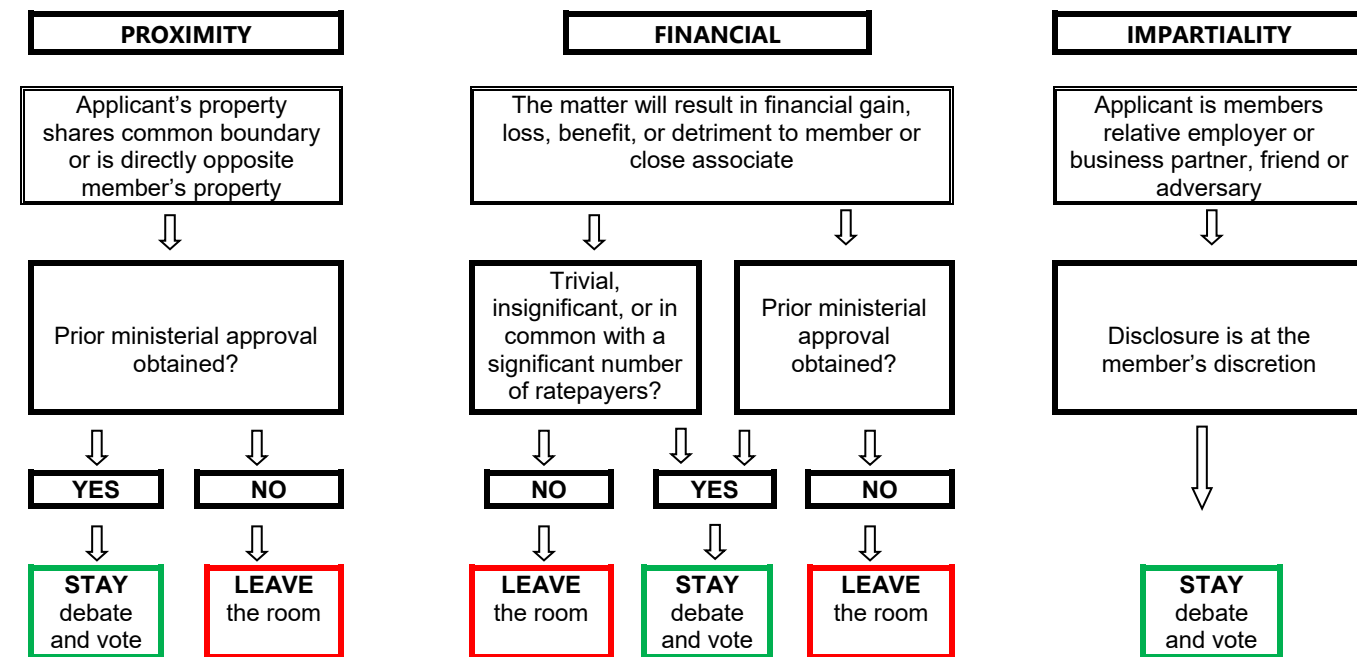 PROXIMITY
FINANCIAL
IMPARTIALITY
Applicant’s property
shares common boundary
or is directly opposite
member’s property
The matter will result in financial gain,
loss, benefit, or detriment to member or
close associate
Applicant is members
relative employer or
business partner, friend or
adversary
Prior ministerial approval
obtained?
Trivial,
insignificant, or in
common with a
significant number
of ratepayers?
Prior ministerial
approval
obtained?
Disclosure is at the
member’s discretion
YES
NO
NO
YES
NO
STAY
debate
and vote
LEAVE
the room
LEAVE
the room
STAY
debate
and vote
LEAVE
the room
STAY
debate
and vote